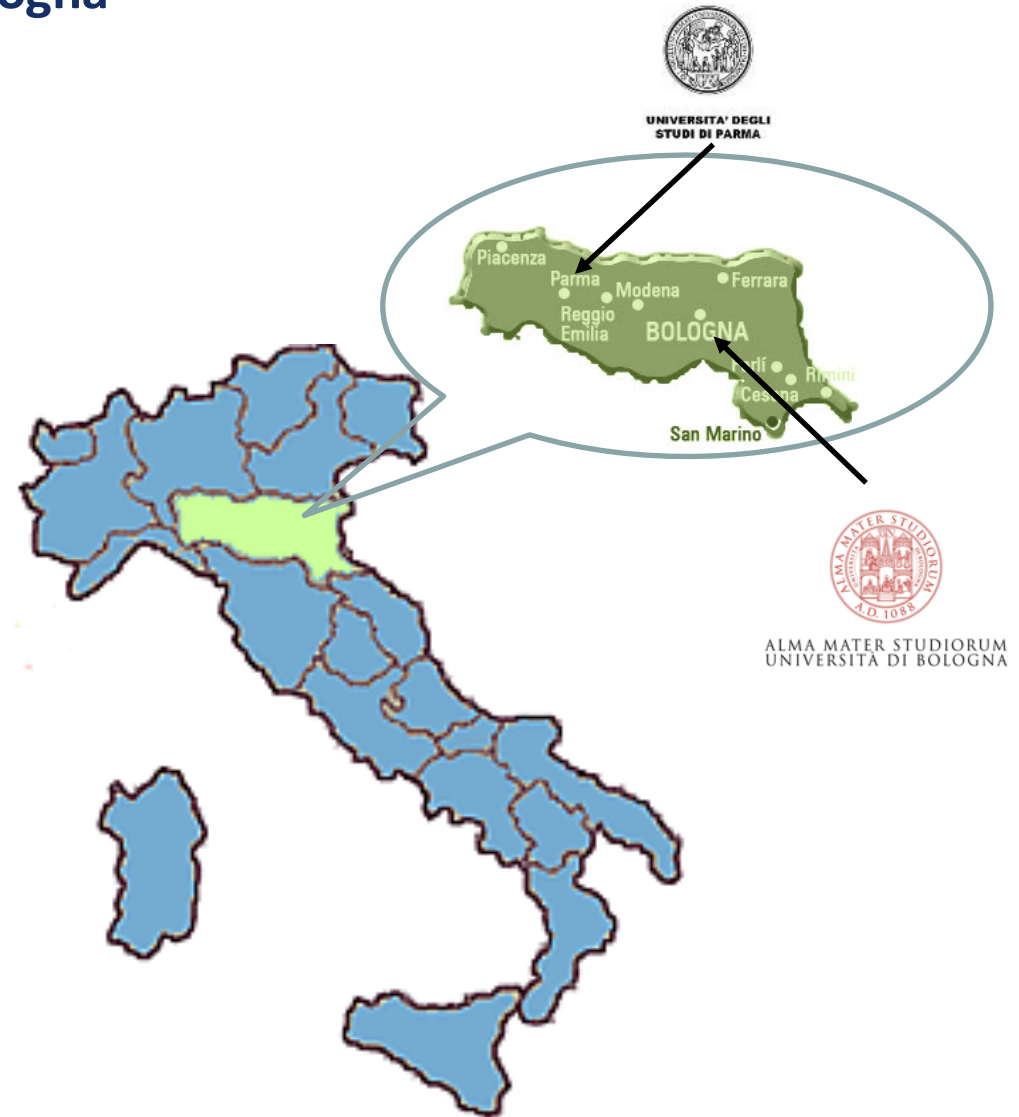 ogna
UNIVERSITA' DEGLI
STUDI DI PARMA
Piacenza
Parma
Modena
Ferrara
Reggio
Emilia
BOLOGNA
Forlí
Rimini
Cesena
San Marino
ALMA MATER STUDIORUM
A.D. 1088
ALMA MATER STUDIORUM
UNIVERSITÀ DI BOLOGNA